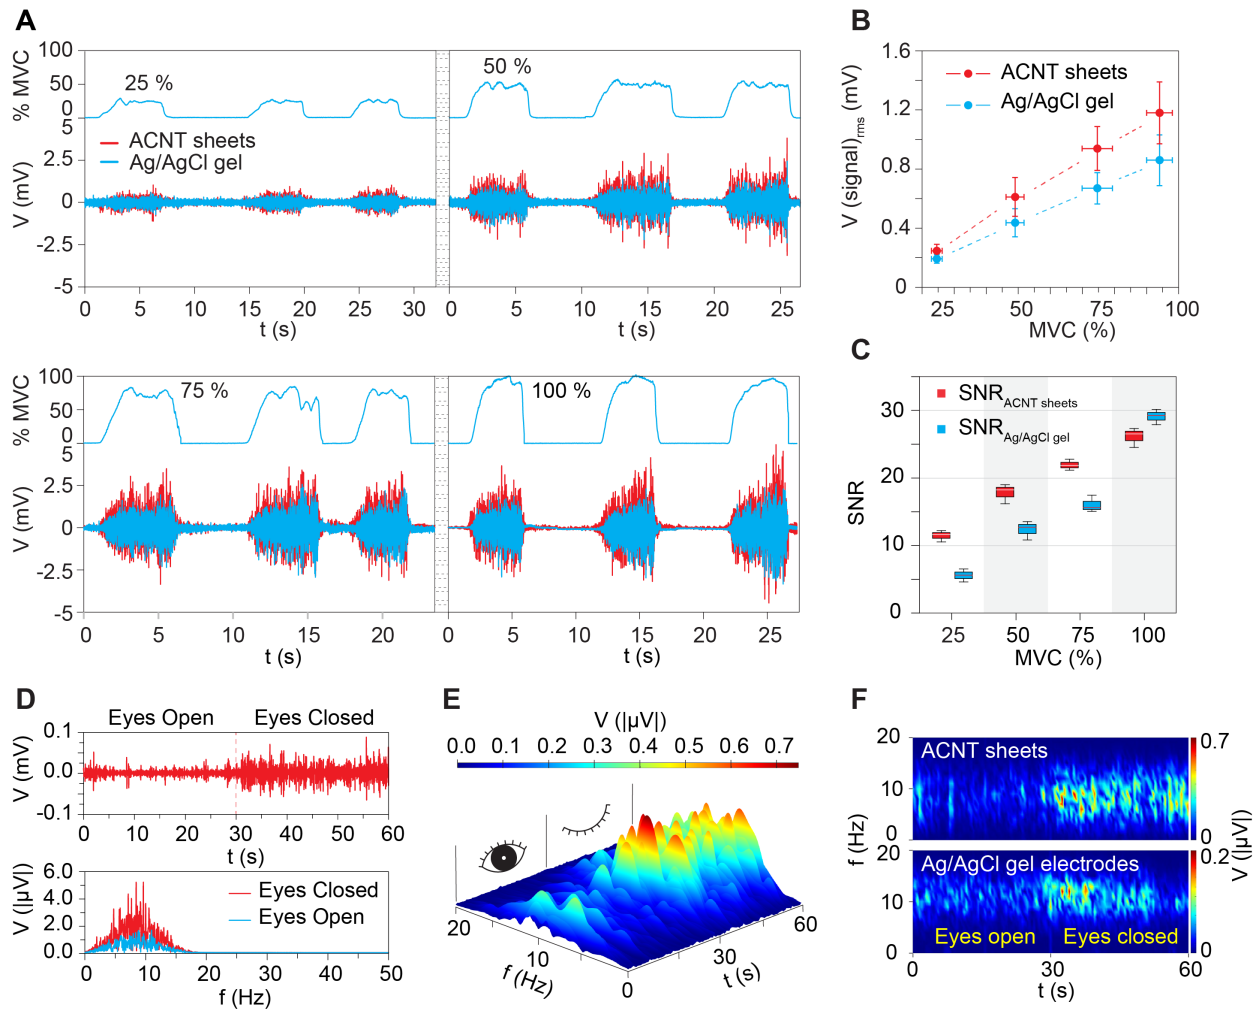 A
% MVC
100
50
0
25 %
50 %
V (mV)
5
2.5
0
-2.5
-5
ACNT sheets
Ag/AgCl gel
0 5 10 15 20 25 30
t (s)
0 5 10 15 20 25
t (s)
% MVC
100
50
0
75 %
100 %
V (mV)
5
2.5
0
-2.5
-5
0 5 10 15 20
t (s)
0 5 10 15 20 25
t (s)
B
V (signal)rms (mV)
1.6
1.2
0.8
0.4
0
ACNT sheets
Ag/AgCl gel
25 50 75 100
MVC (%)
C
SNR
30
20
10
0
SNR ACNT sheets
SNR Ag/AgCl gel
25 50 75 100
MVC (%)
D
Eyes Open Eyes Closed
V (mV)
0.1
0.0
-0.1
0 10 20 30 40 50 60
t (s)
V (|µV|)
6.0
4.0
2.0
0.0
Eyes Closed
Eyes Open
0 10 20 30 40 50
f (Hz)
E
V (|µV|)
0.0 0.1 0.2 0.3 0.4 0.5 0.6 0.7
20
10
0
f (Hz)
30
60
t (s)
F
f (Hz)
20
10
0
ACNT sheets
0.7
0
20
10
0
Ag/AgCl gel electrodes
Eyes open Eyes closed
0.2
0
V (|µV|)
0 30 60
t (s)